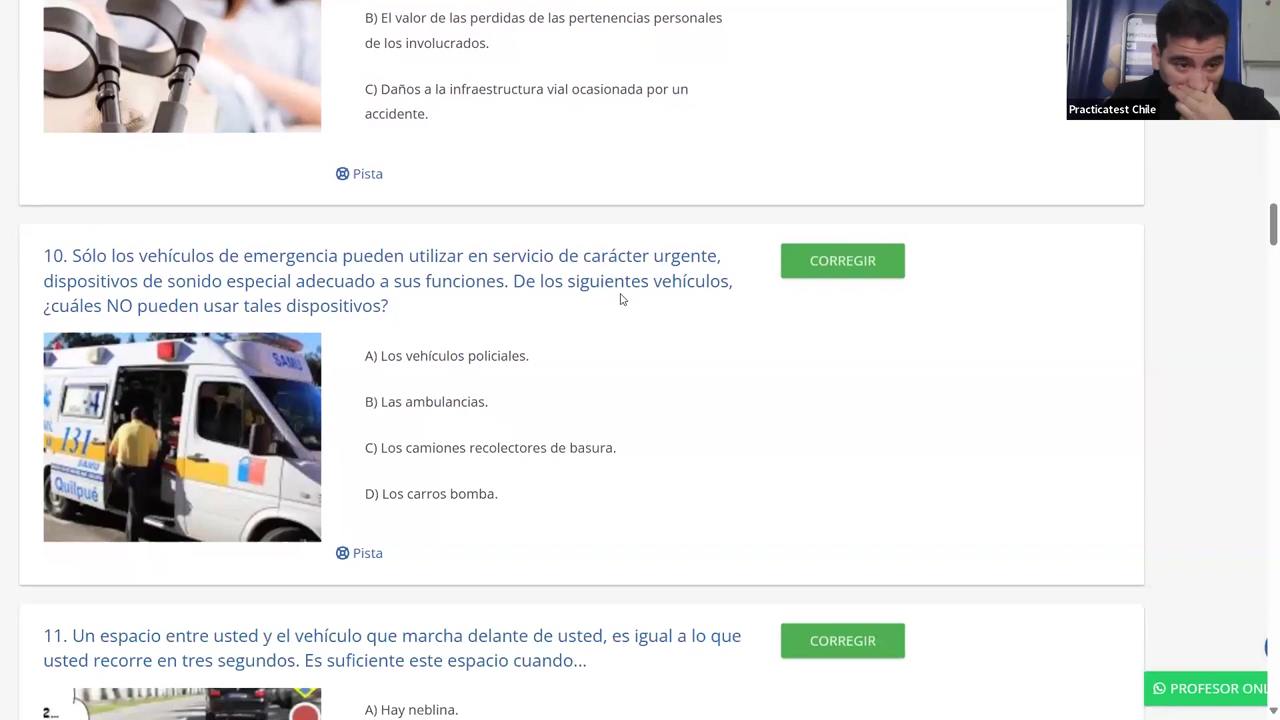 B) El valor de las perdidas de las pertenencias personales
de los involucrados.
C) Daños a la infraestructura vial ocasionada por un
accidente.
Pista
Practicatest Chile
10. Sólo los vehículos de emergencia pueden utilizar en servicio de carácter urgente,
dispositivos de sonido especial adecuado a sus funciones. De los siguientes vehículos,
¿cuáles NO pueden usar tales dispositivos?
CORREGIR
SAMU
131
SAMU
Quilpué
A) Los vehículos policiales.
B) Las ambulancias.
C) Los camiones recolectores de basura.
D) Los carros bomba.
Pista
11. Un espacio entre usted y el vehículo que marcha delante de usted, es igual a lo que
usted recorre en tres segundos. Es suficiente este espacio cuando...
CORREGIR
2...
A) Hay neblina.
PROFESOR ONL